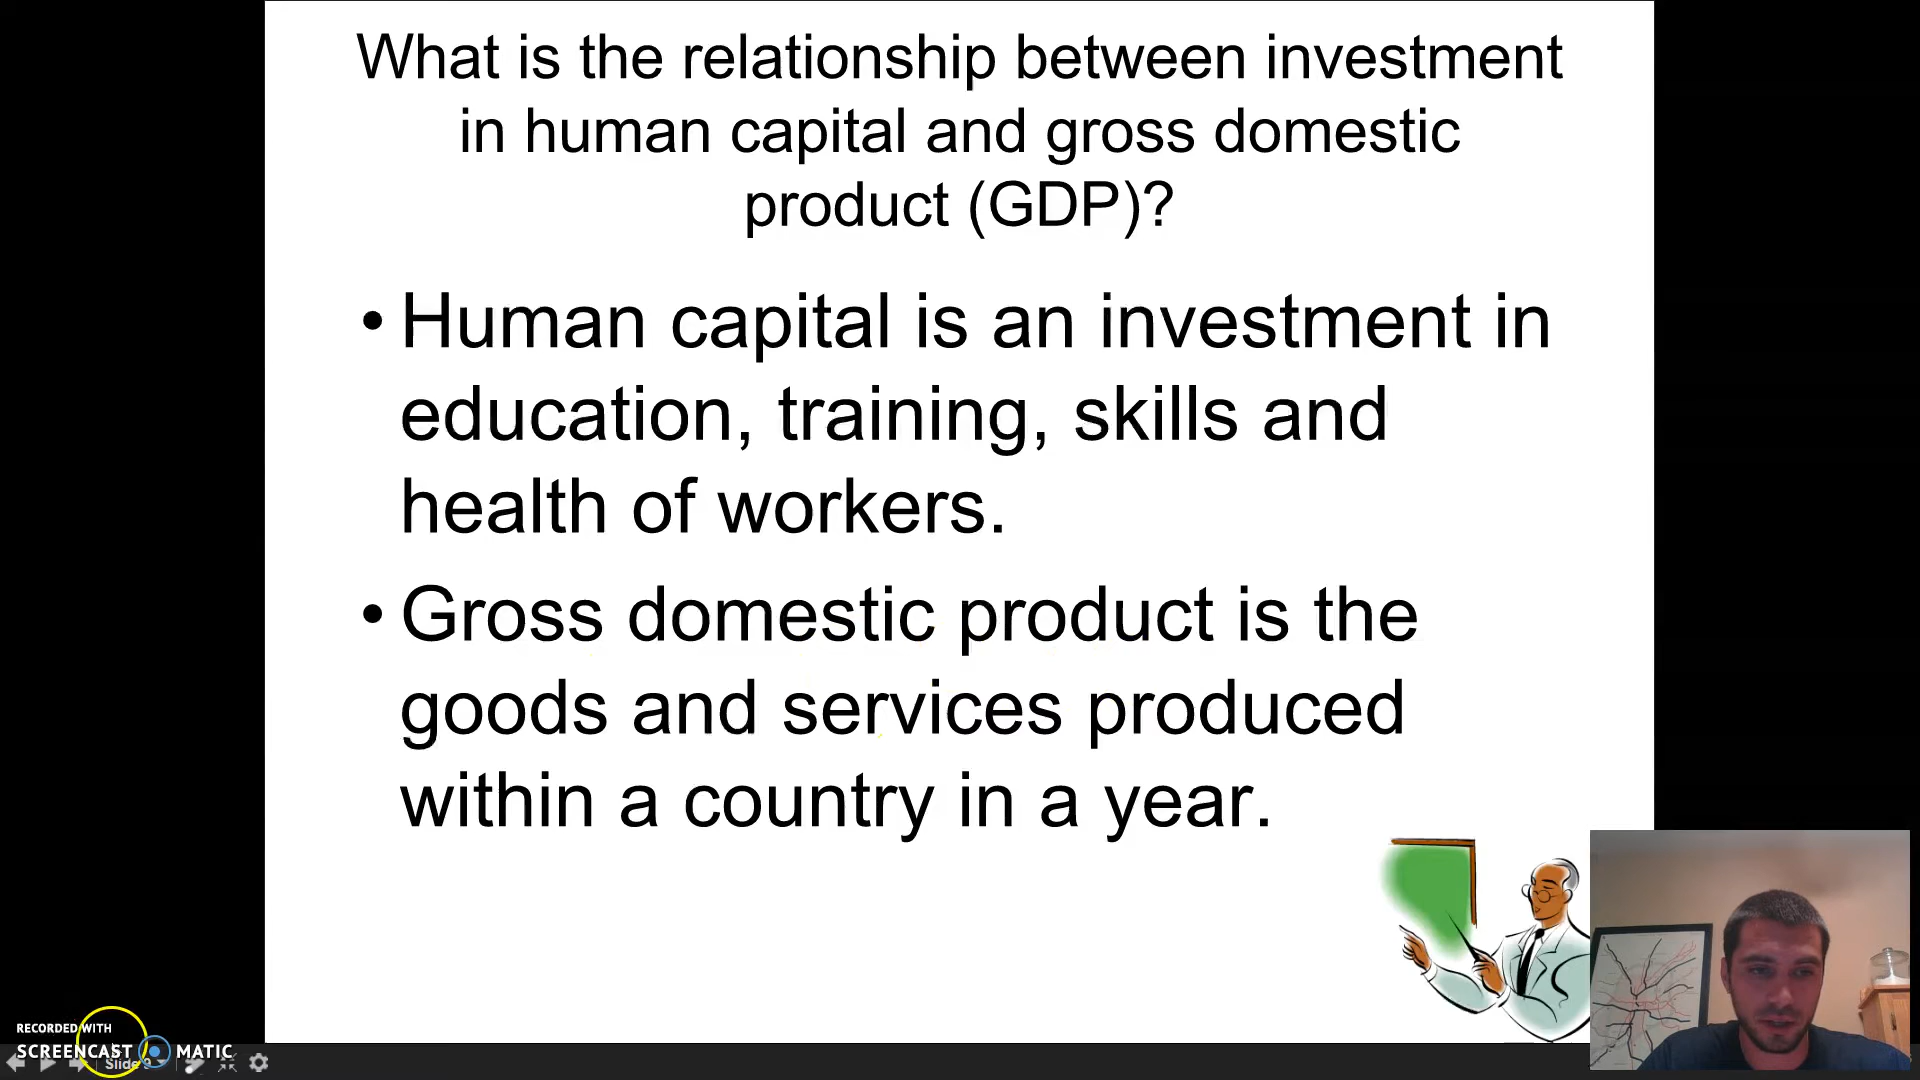 What is the relationship between investment
in human capital and gross domestic
product (GDP)?
• Human capital is an investment in
education, training, skills and
health of workers.
• Gross domestic product is the
goods and services produced
within a country in a year.
RECORDED WITH
SCREENCAST MATIC
Slide 9